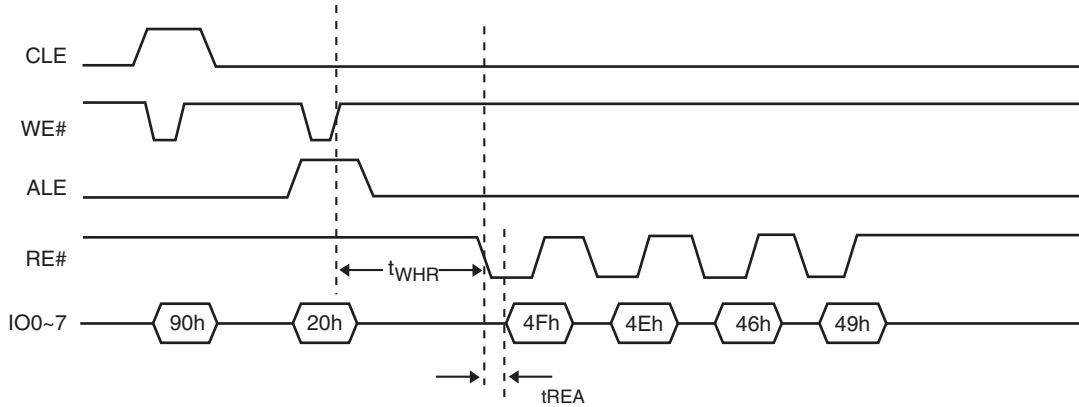 CLE
WE#
ALE
RE#
tWHR
IO0~7 90h 20h 4Fh 4Eh 46h 49h
tREA